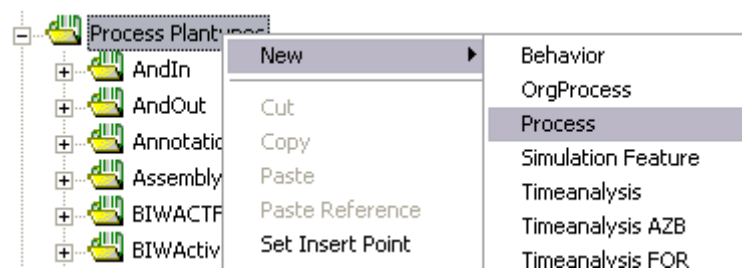 Process Plantypes
AndIn
AndOut
Annotatio
Assembly
BIWACTF
BIWActiv
New
Cut
Copy
Paste
Paste Reference
Set Insert Point
Behavior
OrgProcess
Process
Simulation Feature
Timeanalysis
Timeanalysis AZB
Timeanalysis FOR